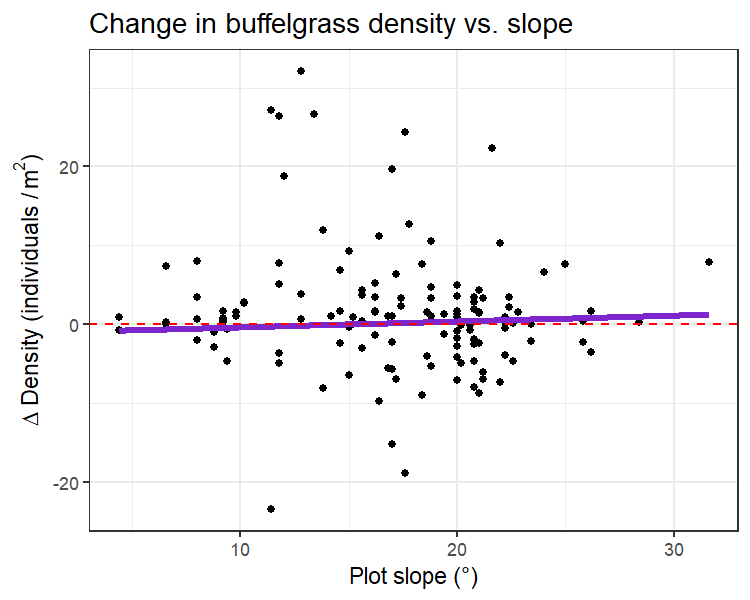 Change in buffelgrass density vs. slope
Δ Density (individuals / m²)
20
0
-20
10
20
30
Plot slope (°)